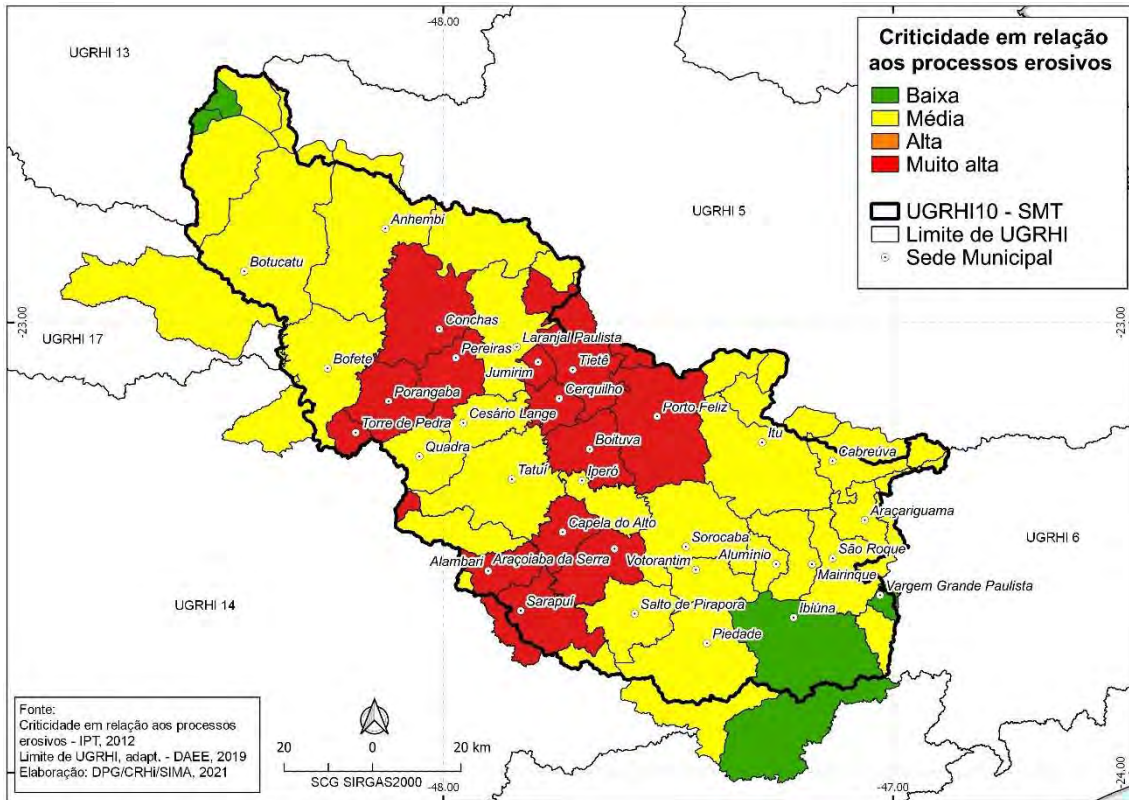 -48.00
-47.00
UGRHI 13
Criticidade em relação
aos processos erosivos
Baixa
Média
Alta
Muito alta
UGRHI10 - SMT
Limite de UGRHI
Sede Municipal
UGRHI 5
Anhembi
Botucatu
-23.00
-23.00
Conchas
UGRHI 17
Laranjal Paulista
Pereiras
Bofete
Jumirim
Tietê
Cerquilho
Porangaba
Porto Feliz
Cesário Lange
Torre de Pedra
Itu
Boituva
Quadra
Cabreúva
Tatuí
Iperó
Araçariguama
Capela do Alto
Sorocaba
UGRHI 6
São Roque
Alambari
Araçoiaba da Serra
Votorantim
Alumínio
Mairinque
Vargem Grande Paulista
UGRHI 14
Sarapuí
Salto de Pirapora
Ibiúna
Piedade
Fonte:
Criticidade em relação aos processos
erosivos - IPT, 2012
Limite de UGRHI, adapt. - DAEE, 2019
Elaboração: DPG/CRHi/SIMA, 2021
20 0 20 km
SCG SIRGAS2000
-48.00
-47.00
-24.00